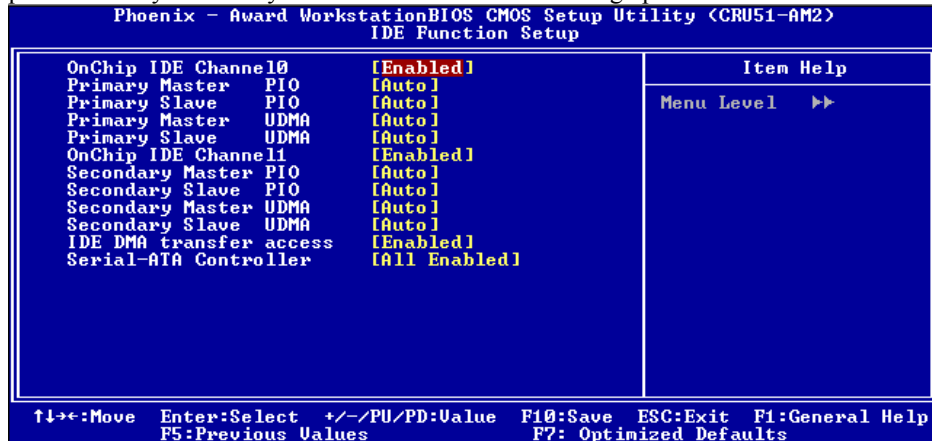 Phoenix - Award WorkstationBIOS CMOS Setup Utility (CRU51-AM2)
IDE Function Setup
OnChip IDE Channel0 [Enabled]
Primary Master PIO [Auto]
Primary Slave PIO [Auto]
Primary Master UDMA [Auto]
Primary Slave UDMA [Auto]
OnChip IDE Channel1 [Enabled]
Secondary Master PIO [Auto]
Secondary Slave PIO [Auto]
Secondary Master UDMA [Auto]
Secondary Slave UDMA [Auto]
IDE DMA transfer access [Enabled]
Serial-ATA Controller [All Enabled]
Item Help
Menu Level ▸▸
↑↓→←:Move Enter:Select +/-/PU/PD:Value F10:Save ESC:Exit F1:General Help
F5:Previous Values F7: Optimized Defaults